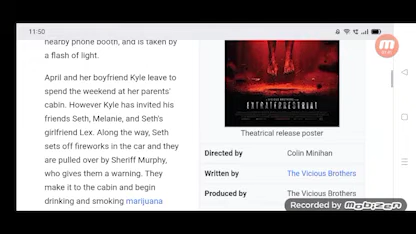 11:50
nearby phone booth, and is taken by
a flash of light.
April and her boyfriend Kyle leave to
spend the weekend at her parents'
cabin. However Kyle has invited his
friends Seth, Melanie, and Seth's
girlfriend Lex. Along the way, Seth
sets off fireworks in the car and they
are pulled over by Sheriff Murphy,
who gives them a warning. They
make it to the cabin and begin
drinking and smoking marijuana
EXTRATERRESTRIAL
Theatrical release poster
Directed by Colin Minihan
Written by The Vicious Brothers
Produced by The Vicious Brothers
Recorded by Mobizen